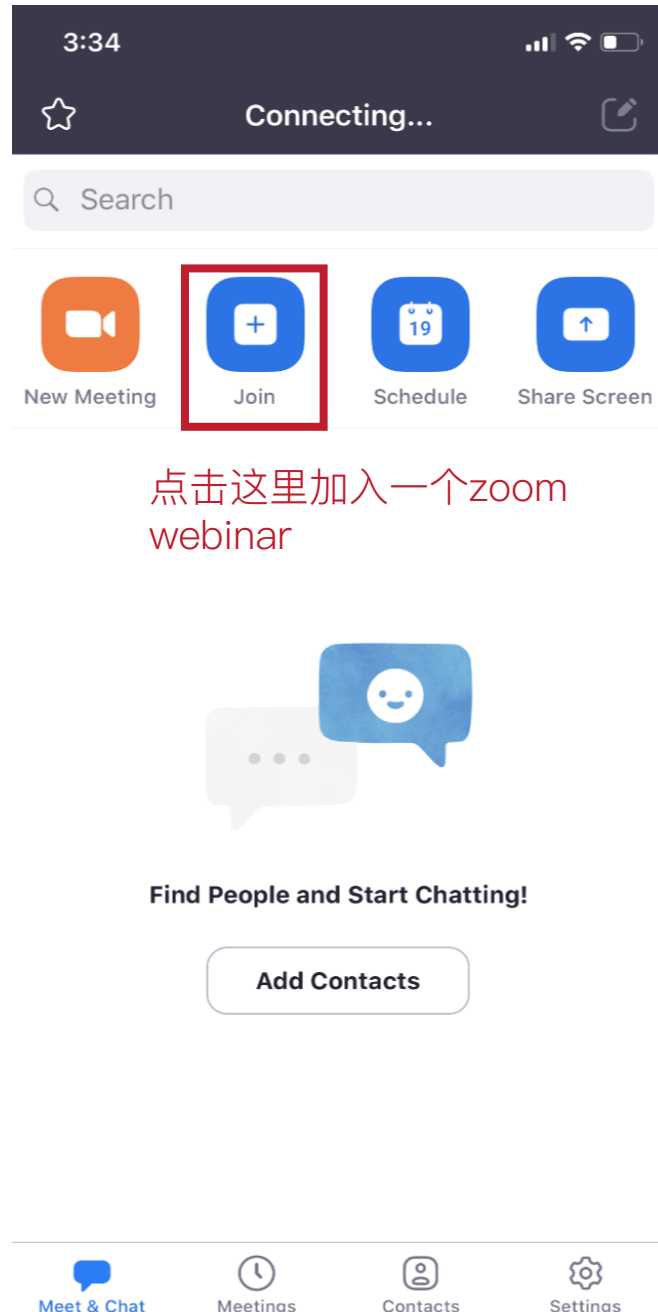 3:34
Connecting...
Search
19
New Meeting Join Schedule Share Screen
点击这里加入一个zoom
webinar
Find People and Start Chatting!
Add Contacts
Meet & Chat Meetings Contacts Settings